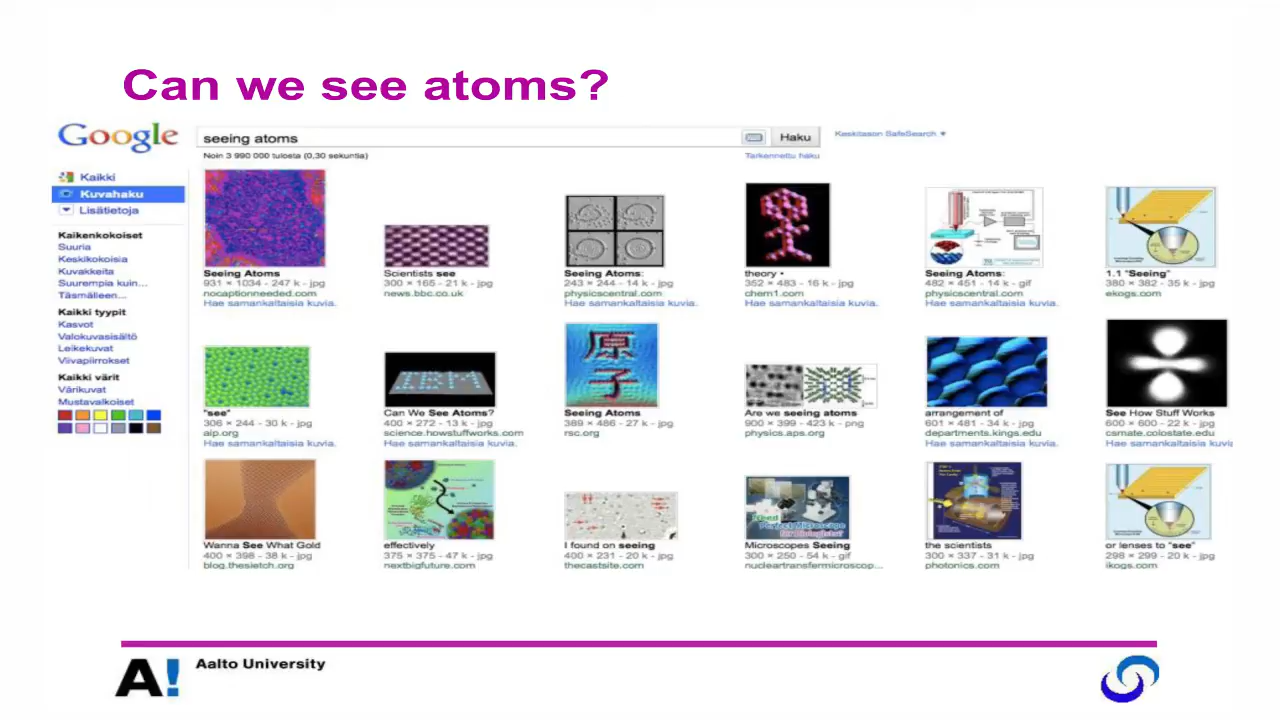 Can we see atoms?
Google
seeing atoms
Haku
Keskitason SafeSearch
Noin 3 990 000 tulosta (0,30 sekuntia)
Tarkennettu haku
Kaikki
Kuvahaku
Lisätietoja
Kaikenkokoiset
Suuria
Keskikokoisia
Kuvakkeita
Suurempia kuin...
Täsmälleen...
Kaikki tyypit
Kasvot
Valokuvasisältö
Leikekuvat
Viivapiirrokset
Kaikki värit
Värikuvat
Mustavalkoiset
Seeing Atoms
931 × 1034 - 247 k - jpg
nocaptionneeded.com
Hae samankaltaisia kuvia.
Scientists see
300 × 165 - 21 k - jpg
news.bbc.co.uk
Seeing Atoms:
243 × 244 - 14 k - jpg
physicscentral.com
Hae samankaltaisia kuvia.
theory •
352 × 483 - 16 k - jpg
chem1.com
Hae samankaltaisia kuvia.
Seeing Atoms:
482 × 451 - 14 k - gif
physicscentral.com
Hae samankaltaisia kuvia.
1.1 "Seeing"
380 × 382 - 35 k - jpg
ekogs.com
"see"
306 × 244 - 30 k - jpg
aip.org
Hae samankaltaisia kuvia.
IBM
Can We See Atoms?
400 × 272 - 13 k - jpg
science.howstuffworks.com
Hae samankaltaisia kuvia.
原子
Seeing Atoms
389 × 486 - 27 k - jpg
rsc.org
Are we seeing atoms
900 × 399 - 423 k - png
physics.aps.org
arrangement of
601 × 481 - 34 k - jpg
departments.kings.edu
Hae samankaltaisia kuvia.
See How Stuff Works
600 × 600 - 22 k - jpg
csmate.colostate.edu
Hae samankaltaisia kuvia
Wanna See What Gold
400 × 398 - 38 k - jpg
blog.thesietch.org
effectively
375 × 375 - 47 k - jpg
nextbigfuture.com
I found on seeing
400 × 231 - 20 k - jpg
thecastsite.com
Microscopes Seeing
300 × 250 - 54 k - gif
nucleartransfermicroscop...
the scientists
300 × 337 - 31 k - jpg
photonics.com
or lenses to "see"
298 × 299 - 20 k - jpg
ikogs.com
A!
Aalto University